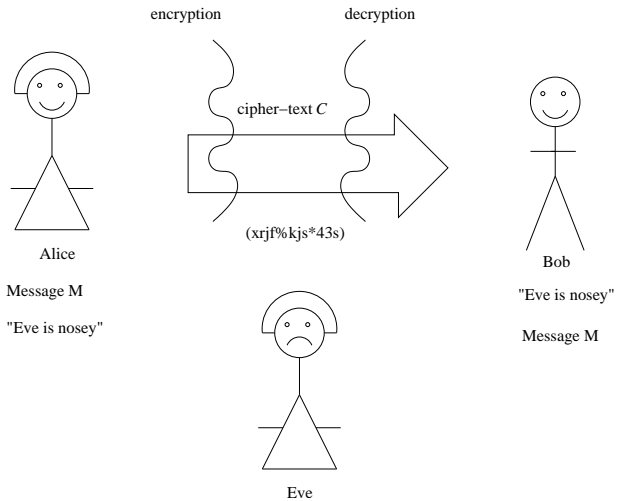 encryption
decryption
cipher−text C
(xrjf%kjs*43s)
Alice
Message M
"Eve is nosey"
Bob
"Eve is nosey"
Message M
Eve